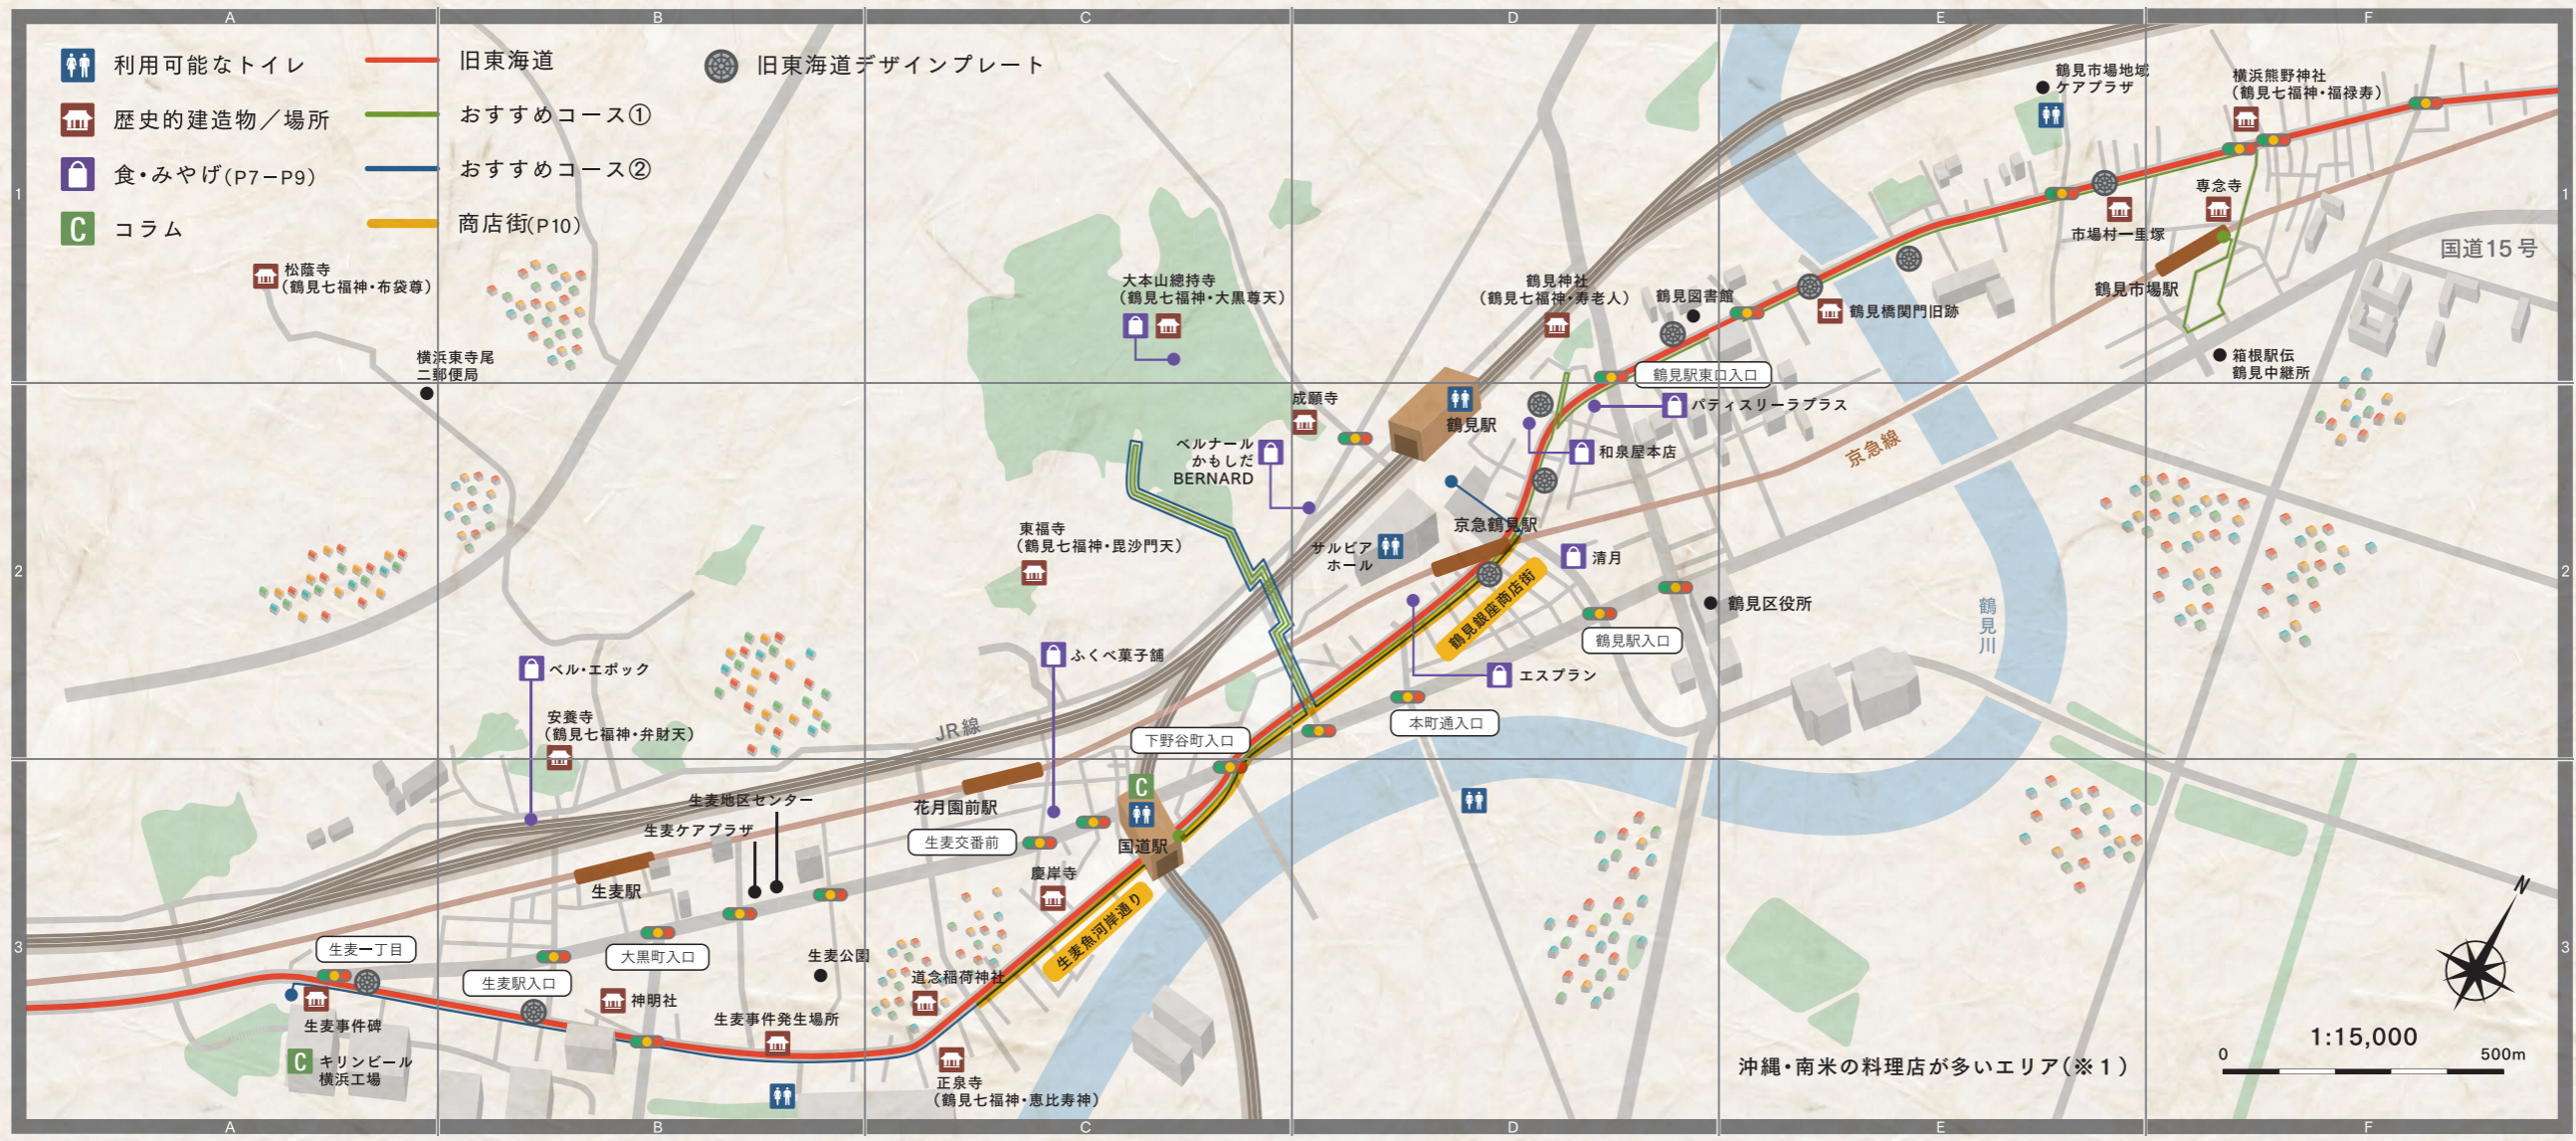 A B C D E F
利用可能なトイレ
歴史的建造物／場所
食・みやげ(P7－P9)
C コラム
旧東海道
おすすめコース①
おすすめコース②
商店街(P10)
旧東海道デザインプレート
1
1
松蔭寺
（鶴見七福神・布袋尊）
横浜東寺尾
二郵便局
大本山總持寺
（鶴見七福神・大黒尊天）
鶴見神社
（鶴見七福神・寿老人）
鶴見図書館
鶴見橋関門旧跡
鶴見駅東口入口
鶴見市場地域
ケアプラザ
横浜熊野神社
（鶴見七福神・福禄寿）
専念寺
市場村一里塚
鶴見市場駅
国道15号
箱根駅伝
鶴見中継所
2
2
成願寺
鶴見駅
パティスリーラプラス
和泉屋本店
ベルナール
かもしだ
BERNARD
京急線
東福寺
（鶴見七福神・毘沙門天）
サルビア
ホール
京急鶴見駅
清月
鶴見銀座商店街
鶴見区役所
鶴見駅入口
鶴見川
ベル・エポック
ふくべ菓子舗
エスプラン
安養寺
（鶴見七福神・弁財天）
JR線
下野谷町入口
本町通入口
3
3
生麦地区センター
生麦ケアプラザ
花月園前駅
C
生麦交番前
国道駅
生麦駅
慶岸寺
生麦魚河岸通り
生麦一丁目
大黒町入口
生麦公園
生麦駅入口
道念稲荷神社
神明社
生麦事件碑
生麦事件発生場所
C キリンビール
横浜工場
正泉寺
（鶴見七福神・恵比寿神）
沖縄・南米の料理店が多いエリア（※１）
N
1:15,000
0 500m
A B C D E F